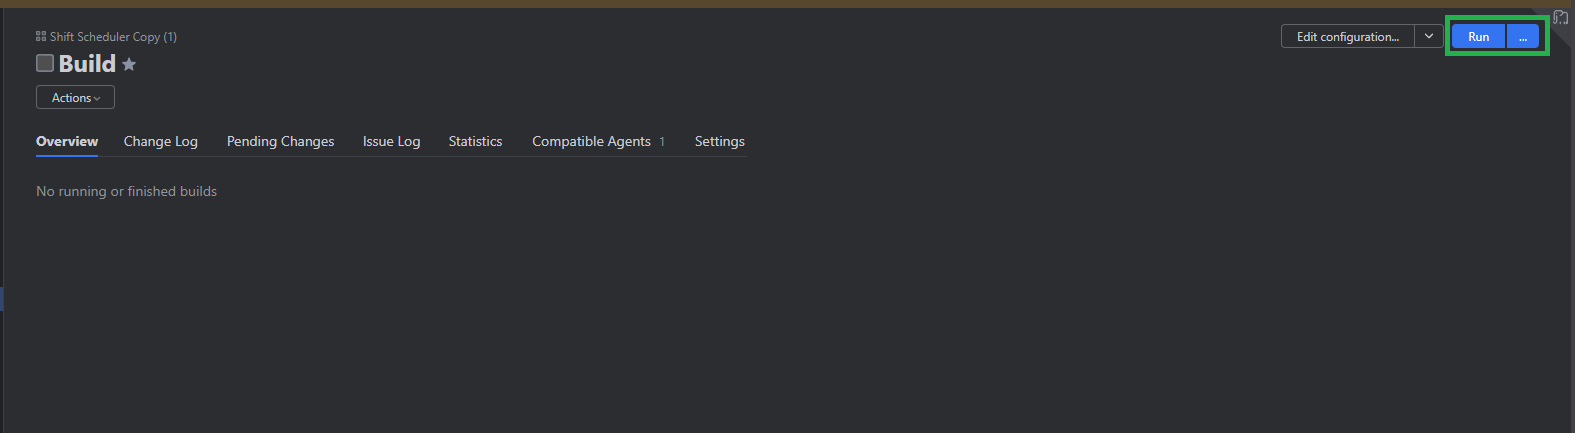 Shift Scheduler Copy (1)
Edit configuration...
Run
...
Build
Actions
Overview Change Log Pending Changes Issue Log Statistics Compatible Agents 1 Settings
No running or finished builds